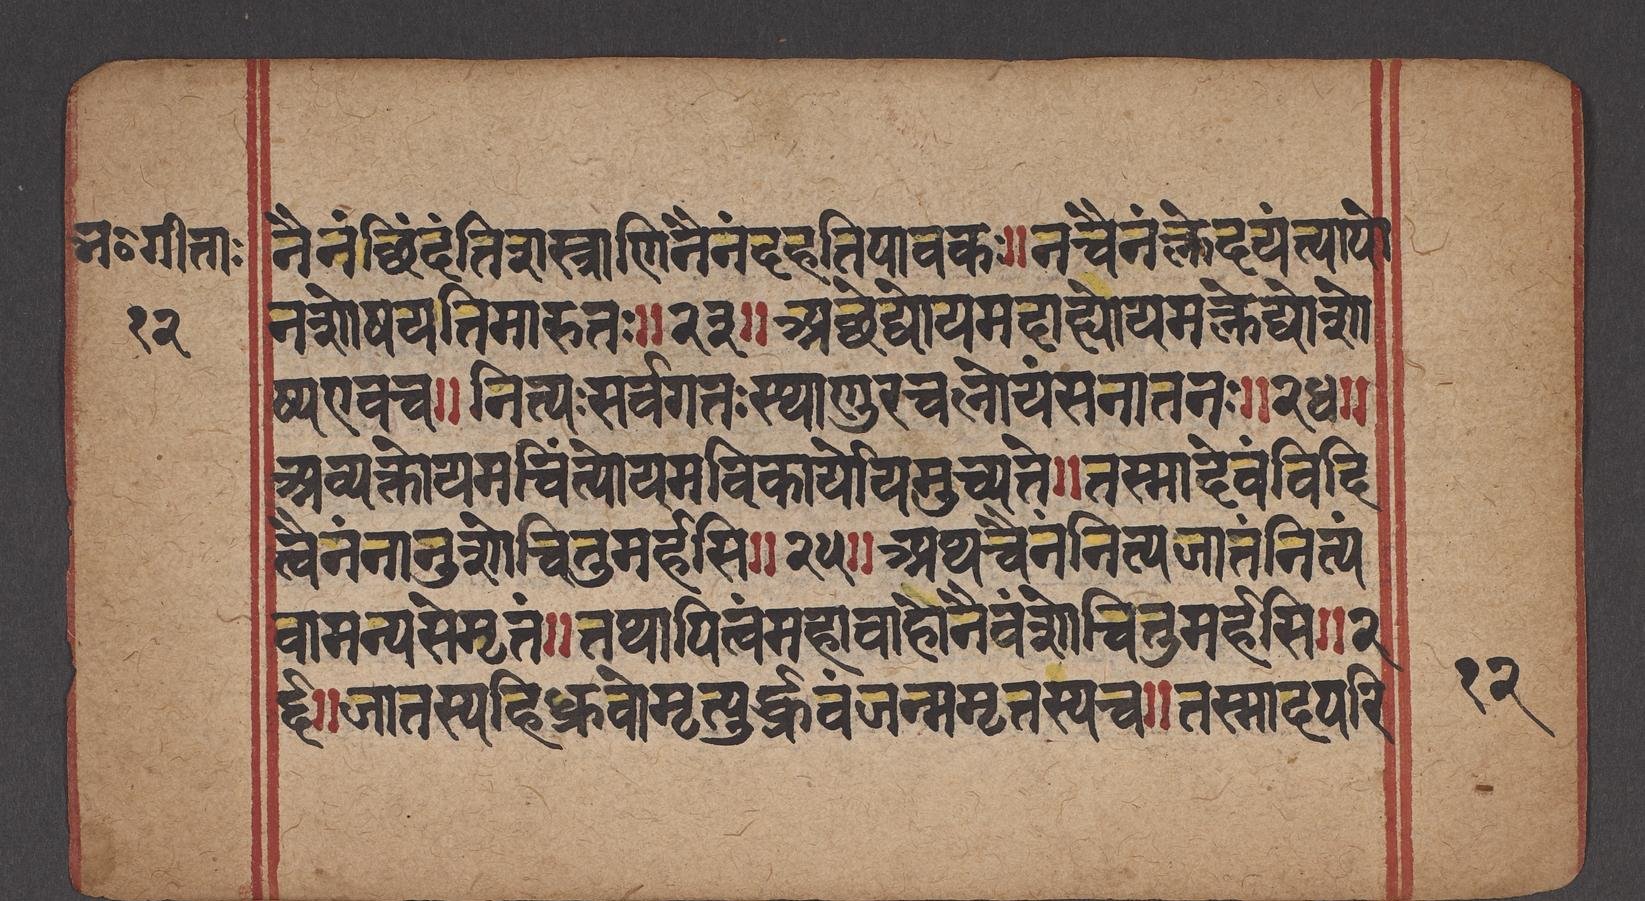 भ०गीताः
१२
नैनंछिंदंतिशस्त्राणिनैनंदहतिपावकः॥नचैनंक्लेदयंत्यापो
नशोषयतिमारुतः॥२३॥अछेद्योयमदाह्योयमक्लेद्योशो
ष्यएवच॥नित्यःसर्वगतःस्थाणुरचलोयंसनातनः॥२४॥
अव्यक्तोयमचिंत्योयमविकार्योयमुच्यते॥तस्मादेवंविदि
त्वैनंनानुशोचितुमर्हसि॥२५॥अथचैनंनित्यजातंनित्यं
वामन्यसेमृतं॥तथापित्वंमहावाहोनैवंशोचितुमर्हसि॥२
६॥जातस्यहिध्रुवोमृत्युर्ध्रुवंजन्ममृतस्यच॥तस्मादपरि
१२